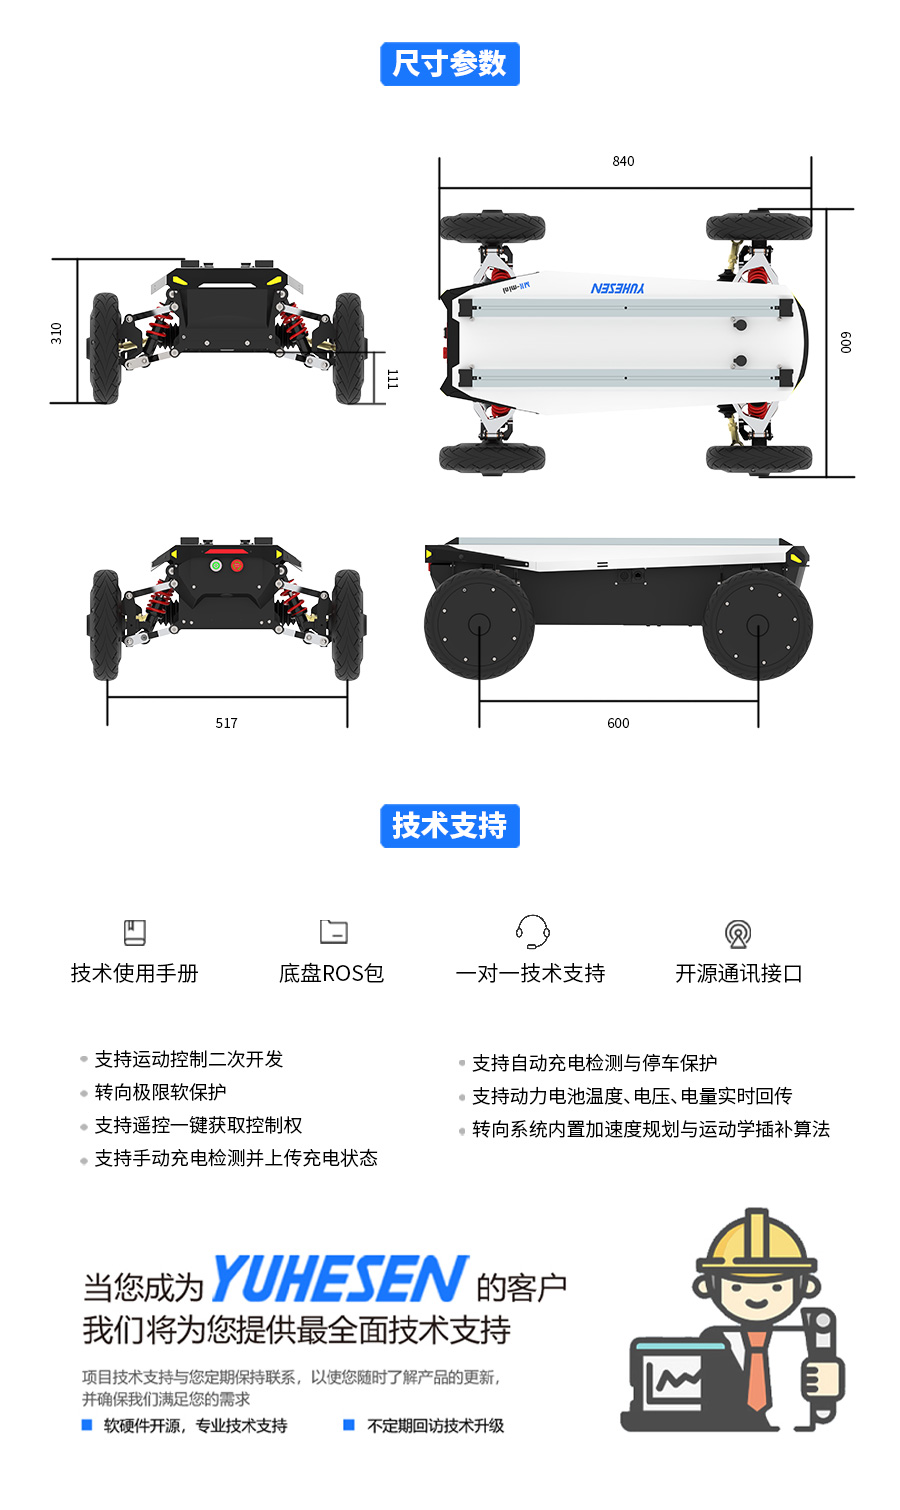 尺寸参数
840
310
111
600
YUHESEN
MK-mini
517
600
技术支持
技术使用手册
底盘ROS包
一对一技术支持
开源通讯接口
支持运动控制二次开发
转向极限软保护
支持遥控一键获取控制权
支持手动充电检测并上传充电状态
支持自动充电检测与停车保护
支持动力电池温度、电压、电量实时回传
转向系统内置加速度规划与运动学插补算法
当您成为YUHESEN的客户
我们将为您提供最全面技术支持
项目技术支持与您定期保持联系，以使您随时了解产品的更新，
并确保我们满足您的需求
软硬件开源，专业技术支持
不定期回访技术升级